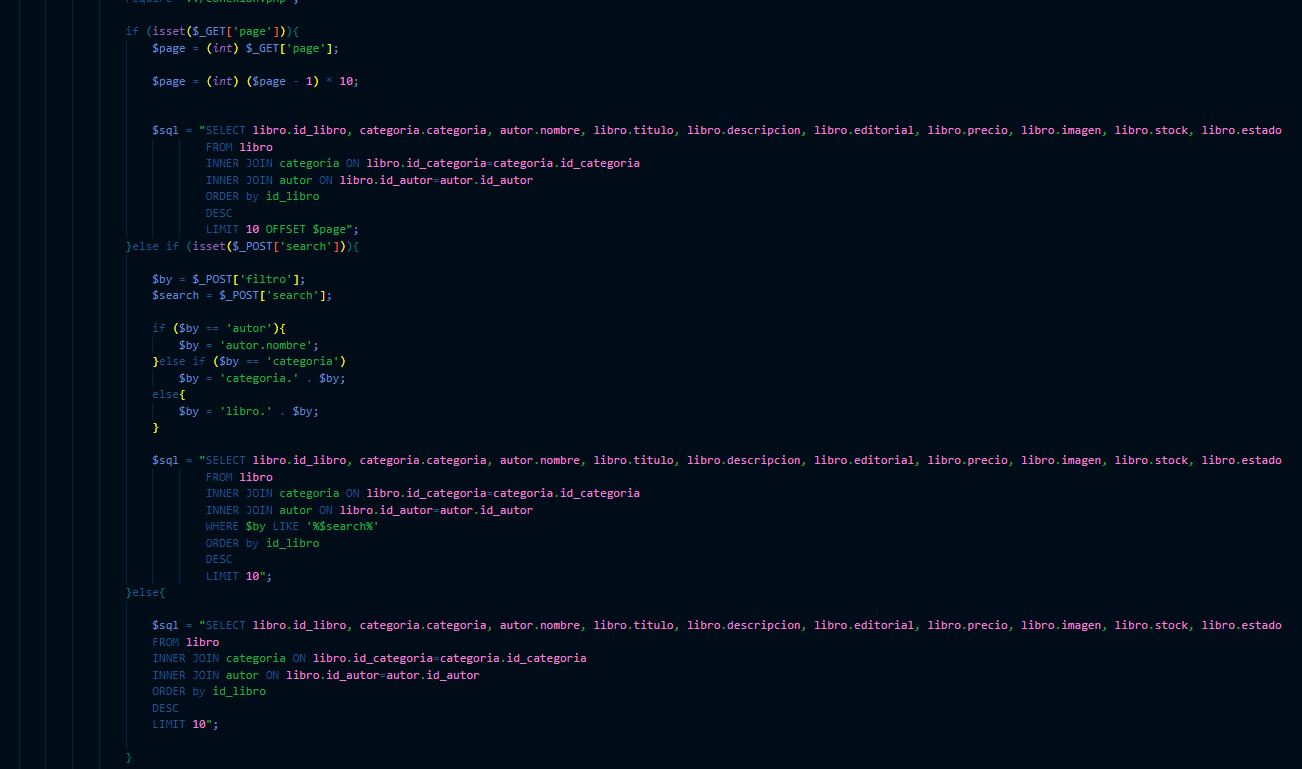 require '../conexion.php';
if (isset($_GET['page'])){
$page = (int) $_GET['page'];
$page = (int) ($page - 1) * 10;
$sql = "SELECT libro.id_libro, categoria.categoria, autor.nombre, libro.titulo, libro.descripcion, libro.editorial, libro.precio, libro.imagen, libro.stock, libro.estado
FROM libro
INNER JOIN categoria ON libro.id_categoria=categoria.id_categoria
INNER JOIN autor ON libro.id_autor=autor.id_autor
ORDER by id_libro
DESC
LIMIT 10 OFFSET $page";
}else if (isset($_POST['search'])){
$by = $_POST['filtro'];
$search = $_POST['search'];
if ($by == 'autor'){
$by = 'autor.nombre';
}else if ($by == 'categoria')
$by = 'categoria.' . $by;
else{
$by = 'libro.' . $by;
}
$sql = "SELECT libro.id_libro, categoria.categoria, autor.nombre, libro.titulo, libro.descripcion, libro.editorial, libro.precio, libro.imagen, libro.stock, libro.estado
FROM libro
INNER JOIN categoria ON libro.id_categoria=categoria.id_categoria
INNER JOIN autor ON libro.id_autor=autor.id_autor
WHERE $by LIKE '%$search%'
ORDER by id_libro
DESC
LIMIT 10";
}else{
$sql = "SELECT libro.id_libro, categoria.categoria, autor.nombre, libro.titulo, libro.descripcion, libro.editorial, libro.precio, libro.imagen, libro.stock, libro.estado
FROM libro
INNER JOIN categoria ON libro.id_categoria=categoria.id_categoria
INNER JOIN autor ON libro.id_autor=autor.id_autor
ORDER by id_libro
DESC
LIMIT 10";
}